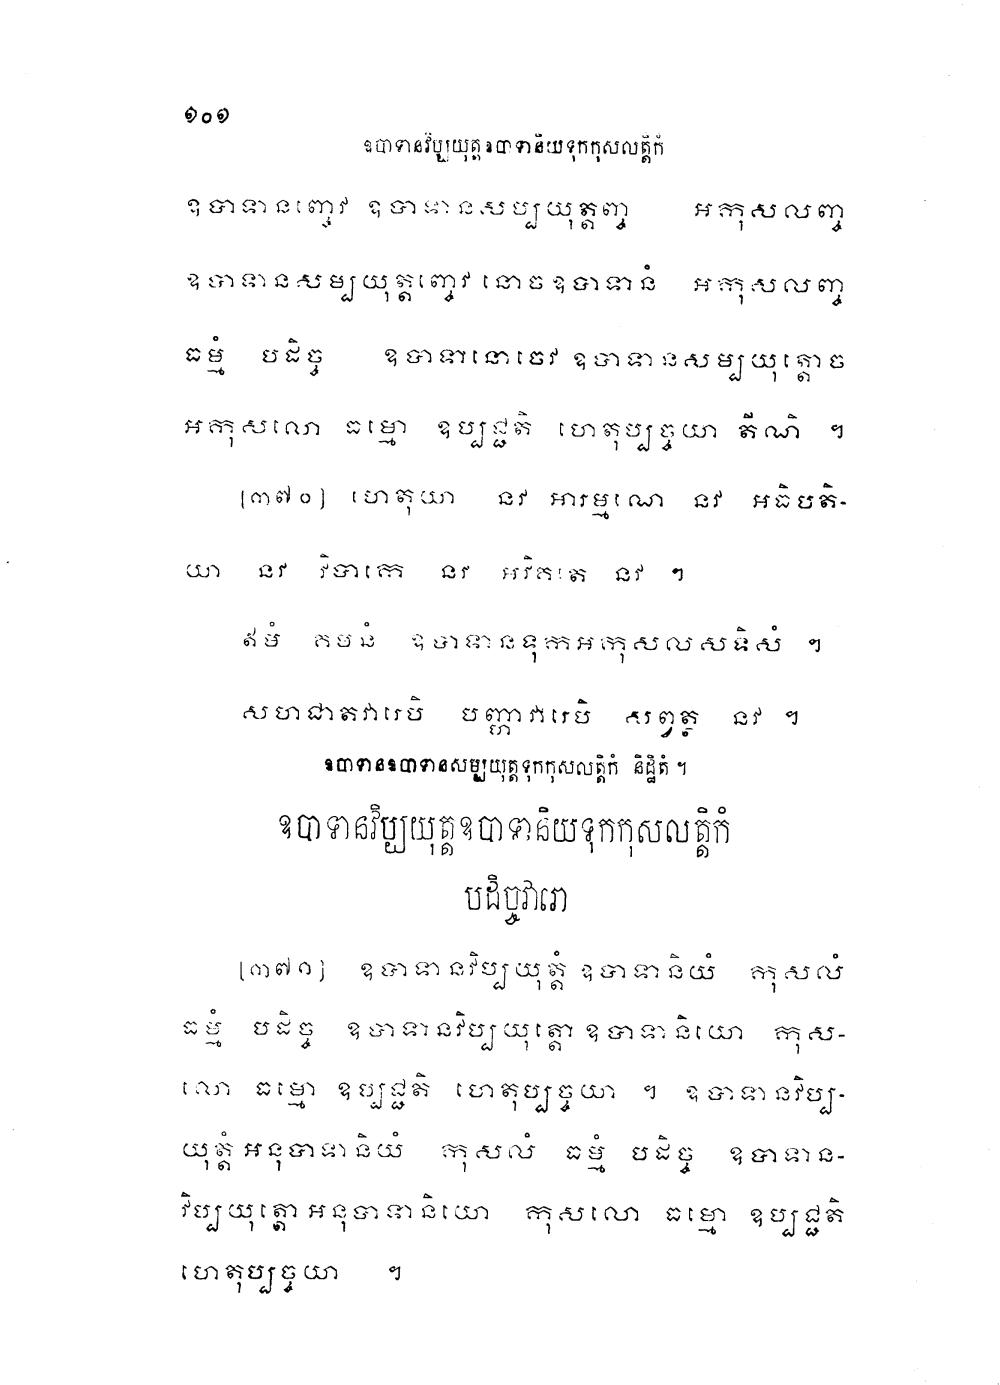 ១០១
ឧបាទានវិប្បយុត្តឧបាទានិយទុកកុសលត្តិកំ
ឧបាទានញ្ចេវ ឧបាទានសម្បយុត្តញ្ច អកុសលញ្ច
ឧបាទានសម្បយុត្តញ្ចេវ នោចឧបាទានំ អកុសលញ្ច
ធម្មំ បដិច្ច ឧបាទានោចេវ ឧបាទានសម្បយុត្តោច
អកុសលោ ធម្មោ ឧប្បជ្ជតិ ហេតុប្បច្ចយា តីណិ ។
[៣៧០] ហេតុយា នវ អារម្មណេ នវ អធិបតិ-
យា នវ វិបាកេ នវ អវិគតេ នវ ។
ឥមំ គមនំ ឧបាទានទុកអកុសលសទិសំ ។
សហជាតវារេបិ បញ្ហាវារេបិ សព្វត្ថ នវ ។
ឧបាទានឧបាទានសម្បយុត្តទុកកុសលត្តិកំ និដ្ឋិតំ ។
ឧបាទានវិប្បយុត្តឧបាទានិយទុកកុសលត្តិកំ
បដិច្ចវារោ
[៣៧១] ឧបាទានវិប្បយុត្តំ ឧបាទានិយំ កុសលំ
ធម្មំ បដិច្ច ឧបាទានវិប្បយុត្តោ ឧបាទានិយោ កុស-
លោ ធម្មោ ឧប្បជ្ជតិ ហេតុប្បច្ចយា ។ ឧបាទានវិប្ប-
យុត្តំ អនុបាទានិយំ កុសលំ ធម្មំ បដិច្ច ឧបាទាន-
វិប្បយុត្តោ អនុបាទានិយោ កុសលោ ធម្មោ ឧប្បជ្ជតិ
ហេតុប្បច្ចយា ។